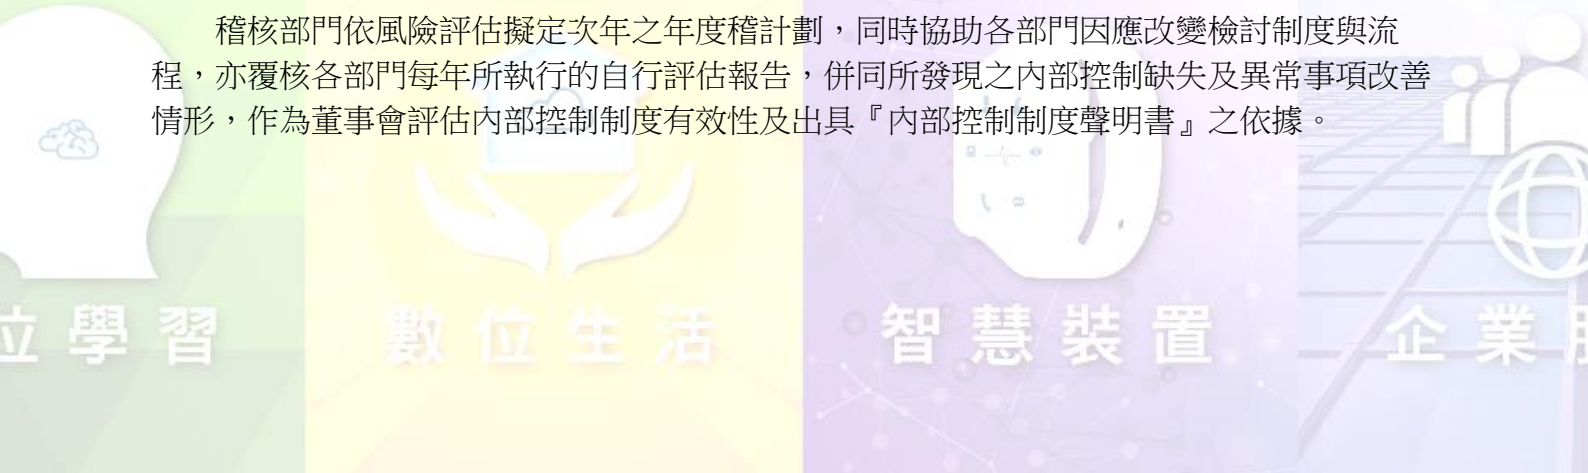 稽核部門依風險評估擬定次年之年度稽計劃，同時協助各部門因應改變檢討制度與流
程，亦覆核各部門每年所執行的自行評估報告，併同所發現之內部控制缺失及異常事項改善
情形，作為董事會評估內部控制制度有效性及出具『內部控制制度聲明書』之依據。
位學習 數位生活 智慧裝置 企業服